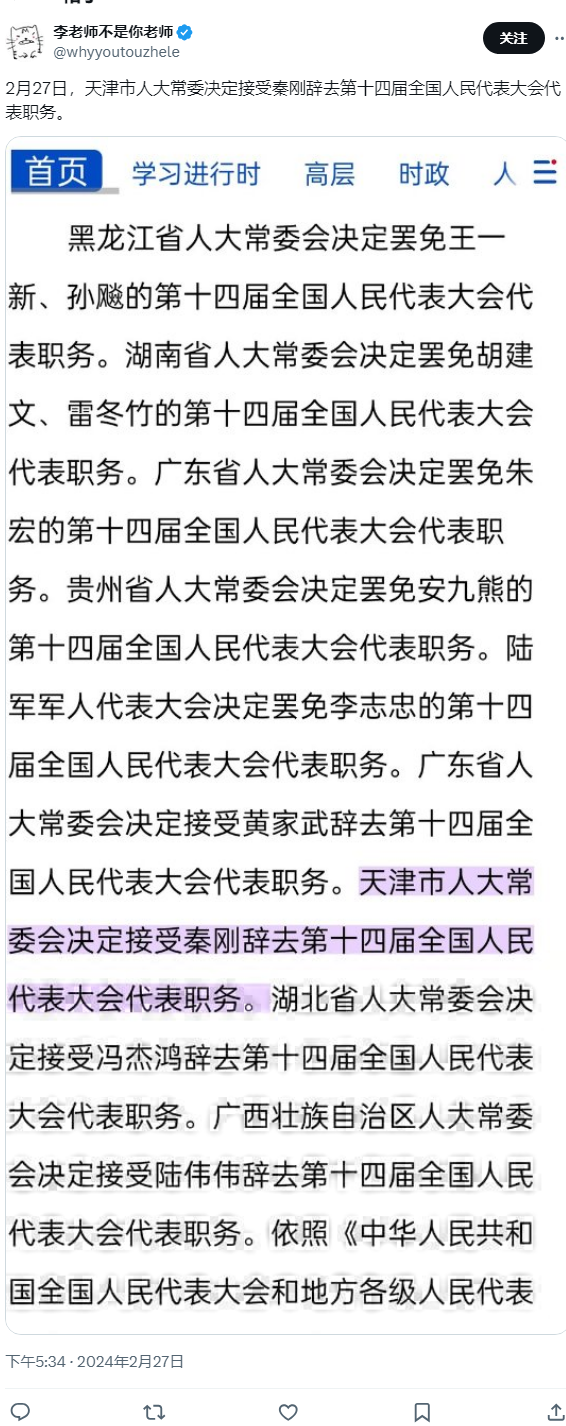 李老师不是你老师
@whyyoutouzhele
关注
2月27日，天津市人大常委决定接受秦刚辞去第十四届全国人民代表大会代
表职务。
首页 学习进行时 高层 时政 人
黑龙江省人大常委会决定罢免王一
新、孙飚的第十四届全国人民代表大会代
表职务。湖南省人大常委会决定罢免胡建
文、雷冬竹的第十四届全国人民代表大会
代表职务。广东省人大常委会决定罢免朱
宏的第十四届全国人民代表大会代表职
务。贵州省人大常委会决定罢免安九熊的
第十四届全国人民代表大会代表职务。陆
军军人代表大会决定罢免李志忠的第十四
届全国人民代表大会代表职务。广东省人
大常委会决定接受黄家武辞去第十四届全
国人民代表大会代表职务。天津市人大常
委会决定接受秦刚辞去第十四届全国人民
代表大会代表职务。湖北省人大常委会决
定接受冯杰鸿辞去第十四届全国人民代表
大会代表职务。广西壮族自治区人大常委
会决定接受陆伟伟辞去第十四届全国人民
代表大会代表职务。依照《中华人民共和
国全国人民代表大会和地方各级人民代表
下午5:34 · 2024年2月27日